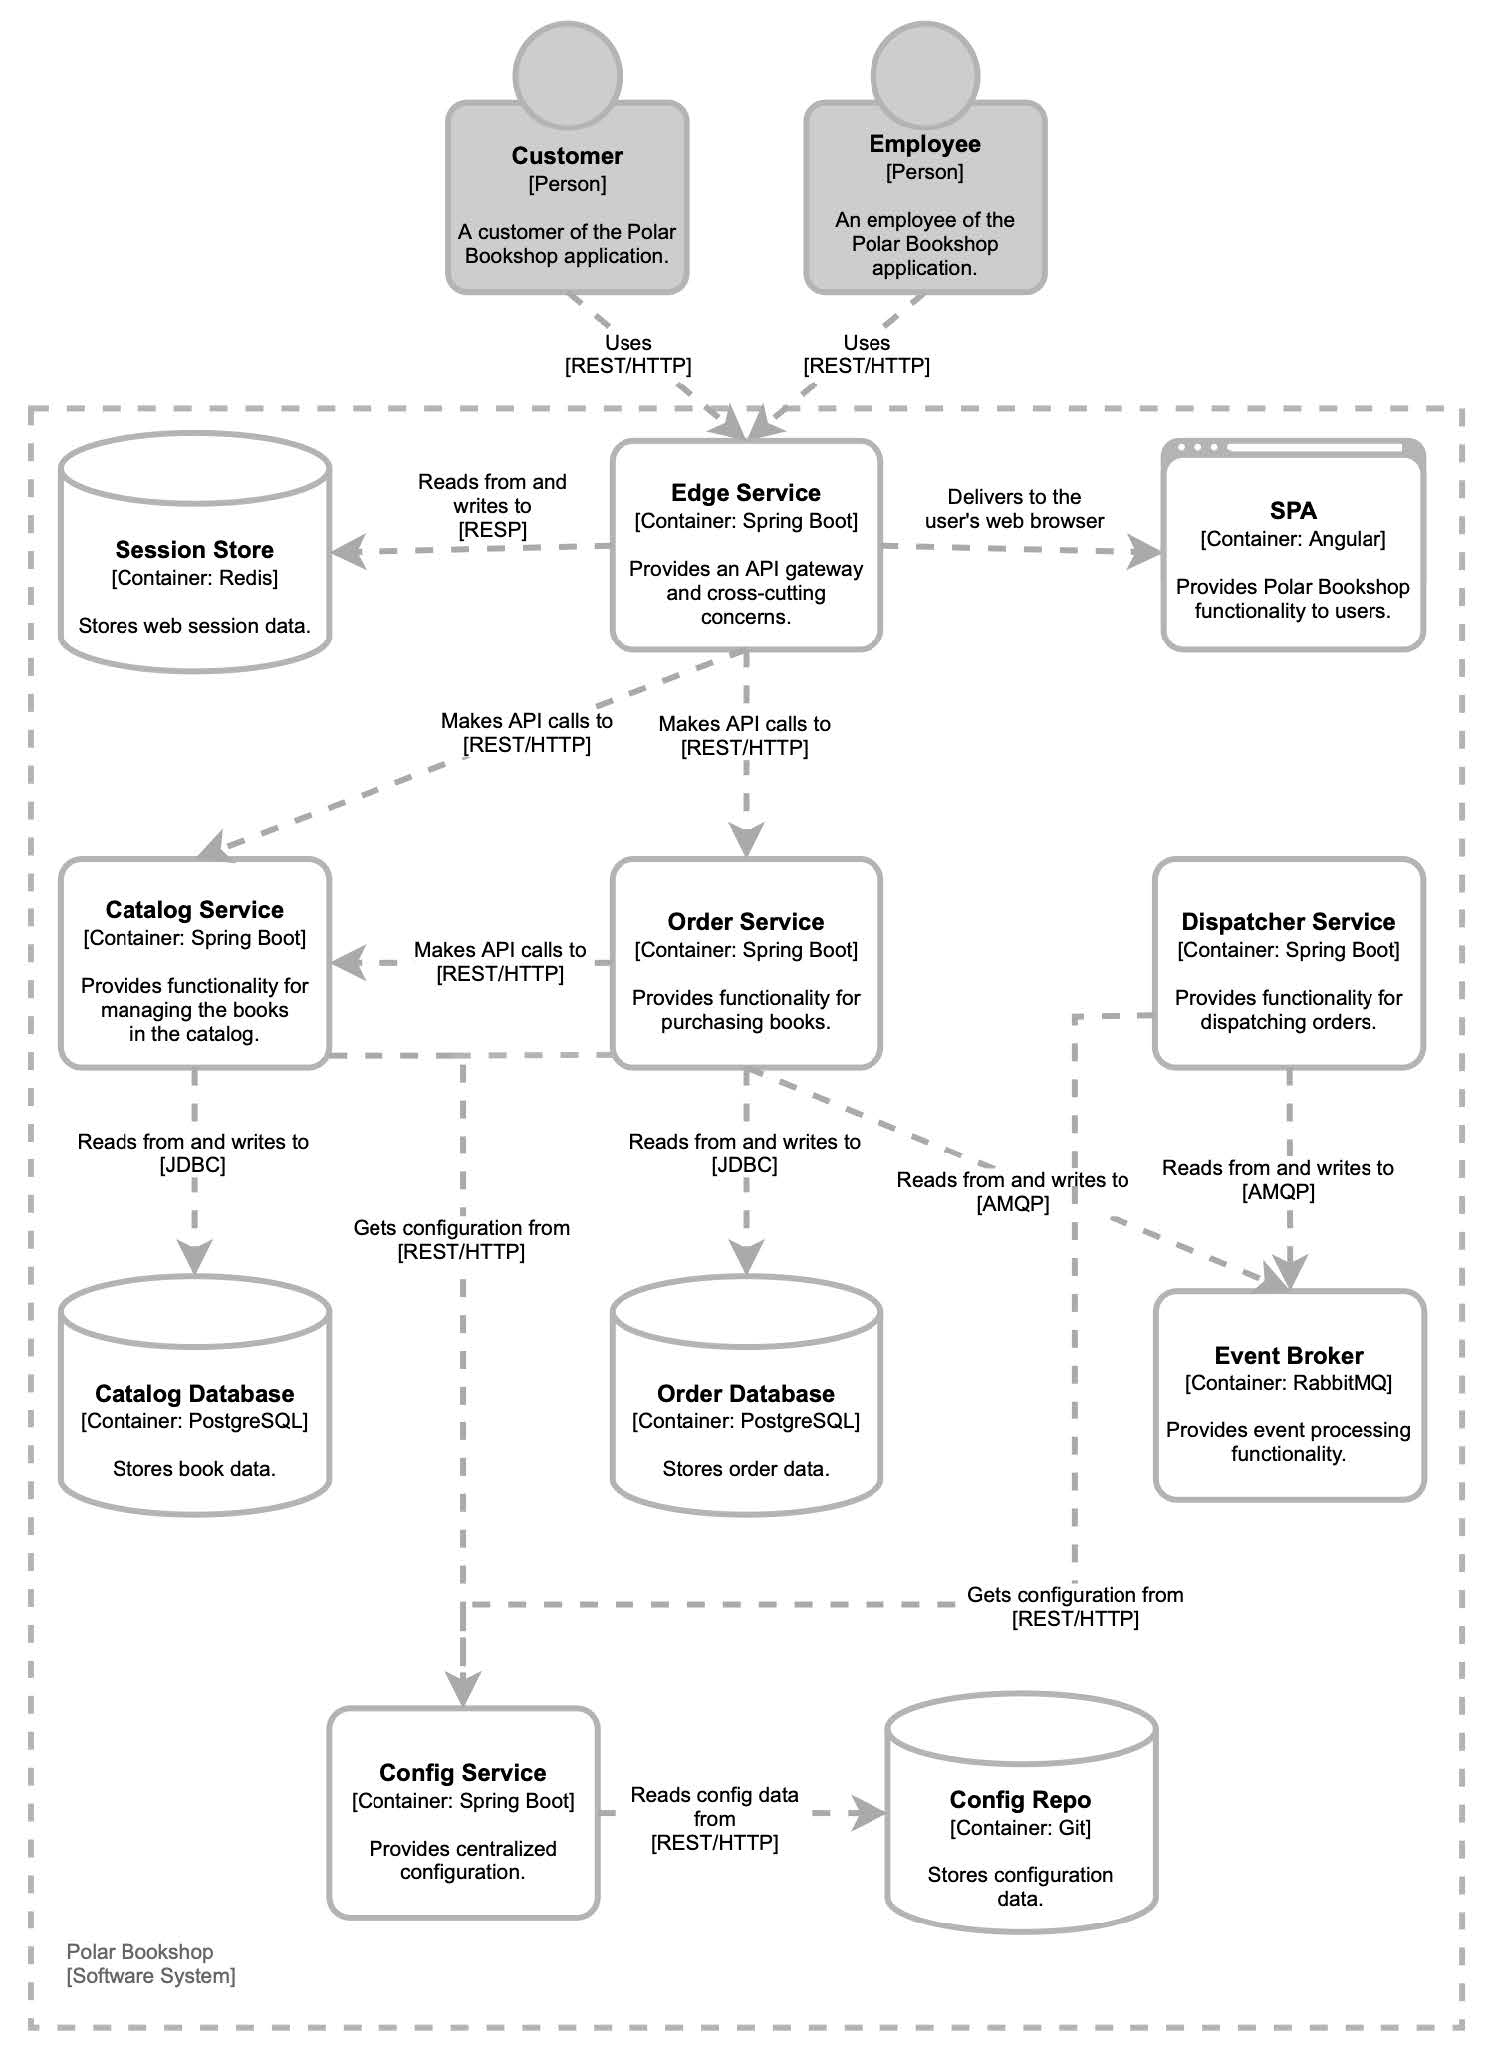 Customer
[Person]
A customer of the Polar
Bookshop application.
Employee
[Person]
An employee of the
Polar Bookshop
application.
Uses
[REST/HTTP]
Uses
[REST/HTTP]
Session Store
[Container: Redis]
Stores web session data.
Reads from and
writes to
[RESP]
Edge Service
[Container: Spring Boot]
Provides an API gateway
and cross-cutting
concerns.
Delivers to the
user's web browser
SPA
[Container: Angular]
Provides Polar Bookshop
functionality to users.
Makes API calls to
[REST/HTTP]
Makes API calls to
[REST/HTTP]
Catalog Service
[Container: Spring Boot]
Provides functionality for
managing the books
in the catalog.
Makes API calls to
[REST/HTTP]
Order Service
[Container: Spring Boot]
Provides functionality for
purchasing books.
Dispatcher Service
[Container: Spring Boot]
Provides functionality for
dispatching orders.
Reads from and writes to
[JDBC]
Gets configuration from
[REST/HTTP]
Reads from and writes to
[JDBC]
Reads from and writes to
[AMQP]
Reads from and writes to
[AMQP]
Catalog Database
[Container: PostgreSQL]
Stores book data.
Order Database
[Container: PostgreSQL]
Stores order data.
Event Broker
[Container: RabbitMQ]
Provides event processing
functionality.
Gets configuration from
[REST/HTTP]
Config Service
[Container: Spring Boot]
Provides centralized
configuration.
Reads config data
from
[REST/HTTP]
Config Repo
[Container: Git]
Stores configuration
data.
Polar Bookshop
[Software System]